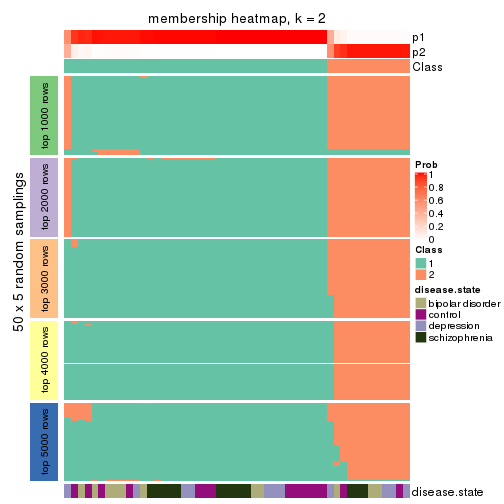 membership heatmap, k = 2
p1
p2
Class
50 x 5 random samplings
top 1000 rows
top 2000 rows
top 3000 rows
top 4000 rows
top 5000 rows
Prob
1
0.8
0.6
0.4
0.2
0
Class
1
2
disease.state
bipolar disorder
control
depression
schizophrenia
disease.state